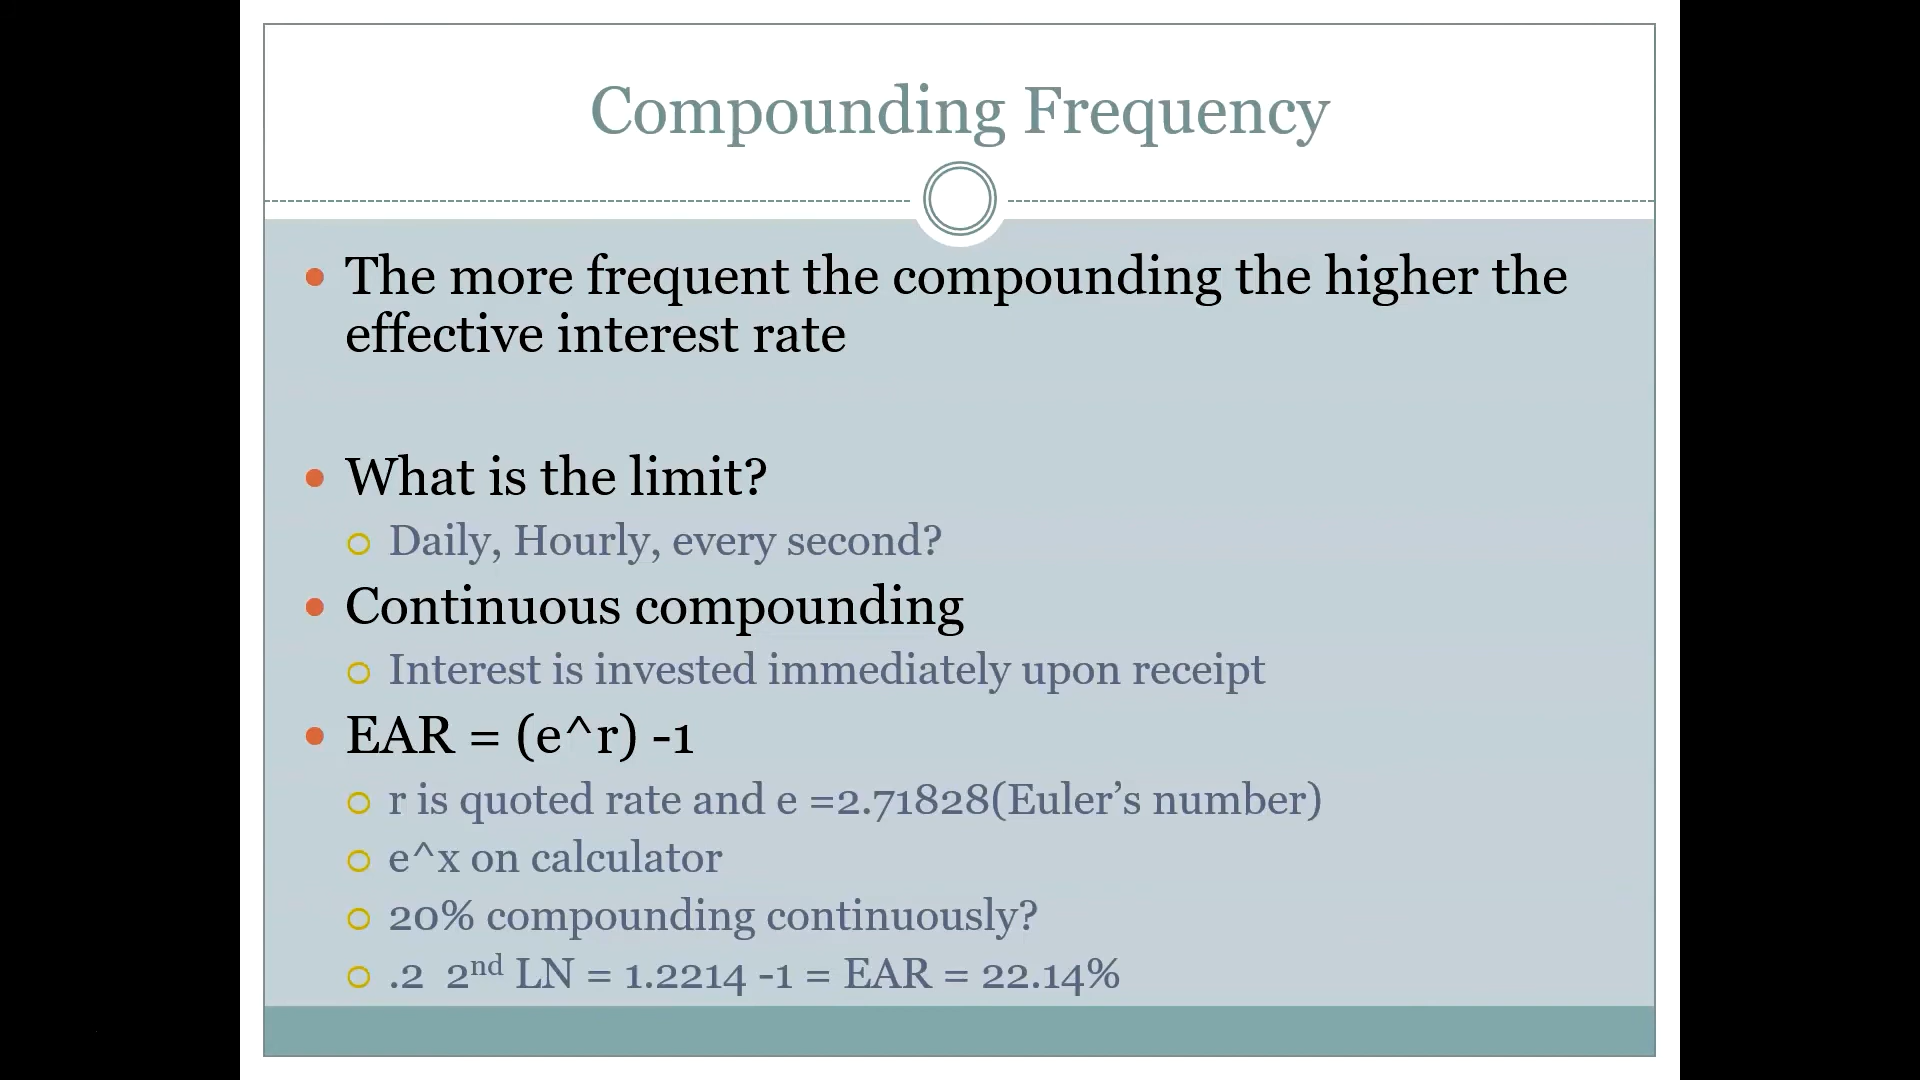 Compounding Frequency
The more frequent the compounding the higher the
effective interest rate
What is the limit?
Daily, Hourly, every second?
Continuous compounding
Interest is invested immediately upon receipt
EAR = (e^r) -1
r is quoted rate and e =2.71828(Euler’s number)
e^x on calculator
20% compounding continuously?
.2  2nd LN = 1.2214 -1 = EAR = 22.14%